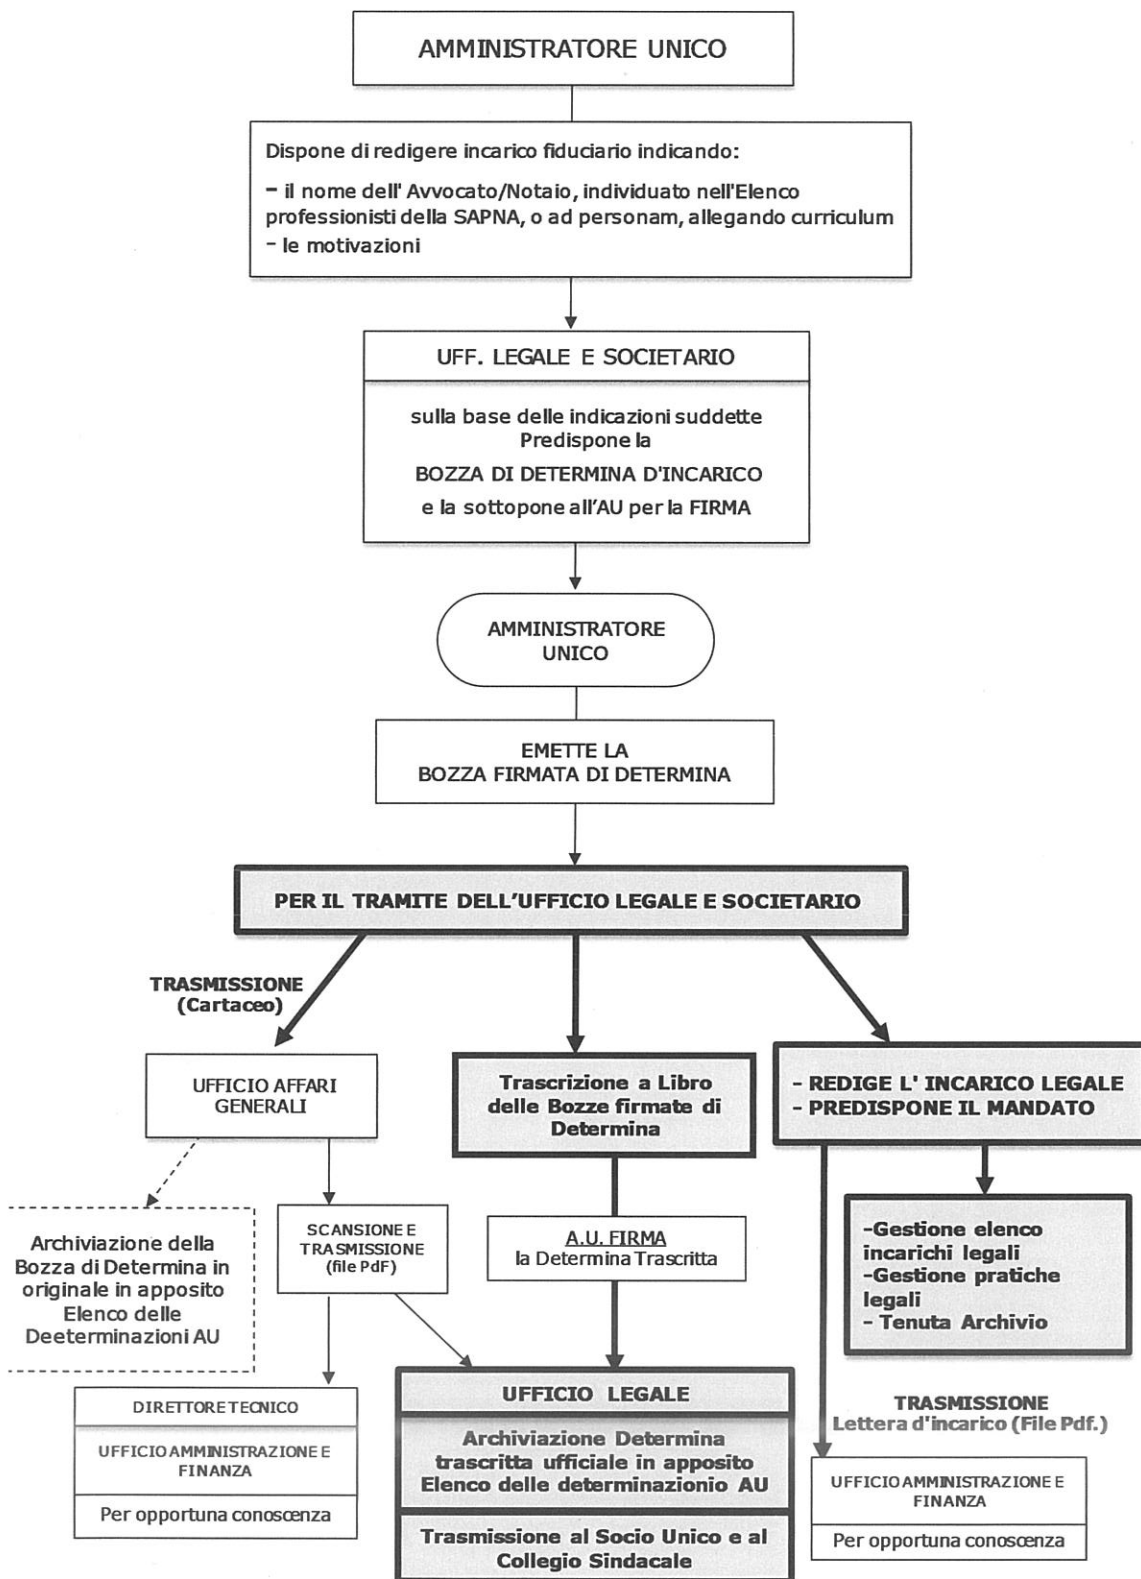 AMMINISTRATORE UNICO
Dispone di redigere incarico fiduciario indicando:
– il nome dell' Avvocato/Notaio, individuato nell'Elenco
professionisti della SAPNA, o ad personam, allegando curriculum
- le motivazioni
UFF. LEGALE E SOCIETARIO
sulla base delle indicazioni suddette
Predispone la
BOZZA DI DETERMINA D'INCARICO
e la sottopone all'AU per la FIRMA
AMMINISTRATORE
UNICO
EMETTE LA
BOZZA FIRMATA DI DETERMINA
PER IL TRAMITE DELL'UFFICIO LEGALE E SOCIETARIO
TRASMISSIONE
(Cartaceo)
UFFICIO AFFARI
GENERALI
Trascrizione a Libro
delle Bozze firmate di
Determina
- REDIGE L' INCARICO LEGALE
- PREDISPONE IL MANDATO
Archiviazione della
Bozza di Determina in
originale in apposito
Elenco delle
Deeterminazioni AU
SCANSIONE E
TRASMISSIONE
(file PdF)
A.U. FIRMA
la Determina Trascritta
-Gestione elenco
incarichi legali
-Gestione pratiche
legali
- Tenuta Archivio
DIRETTORE TECNICO
UFFICIO AMMINISTRAZIONE E
FINANZA
Per opportuna conoscenza
UFFICIO LEGALE
Archiviazione Determina
trascritta ufficiale in apposito
Elenco delle determinazionio AU
Trasmissione al Socio Unico e al
Collegio Sindacale
TRASMISSIONE
Lettera d'incarico (File Pdf.)
UFFICIO AMMINISTRAZIONE E
FINANZA
Per opportuna conoscenza